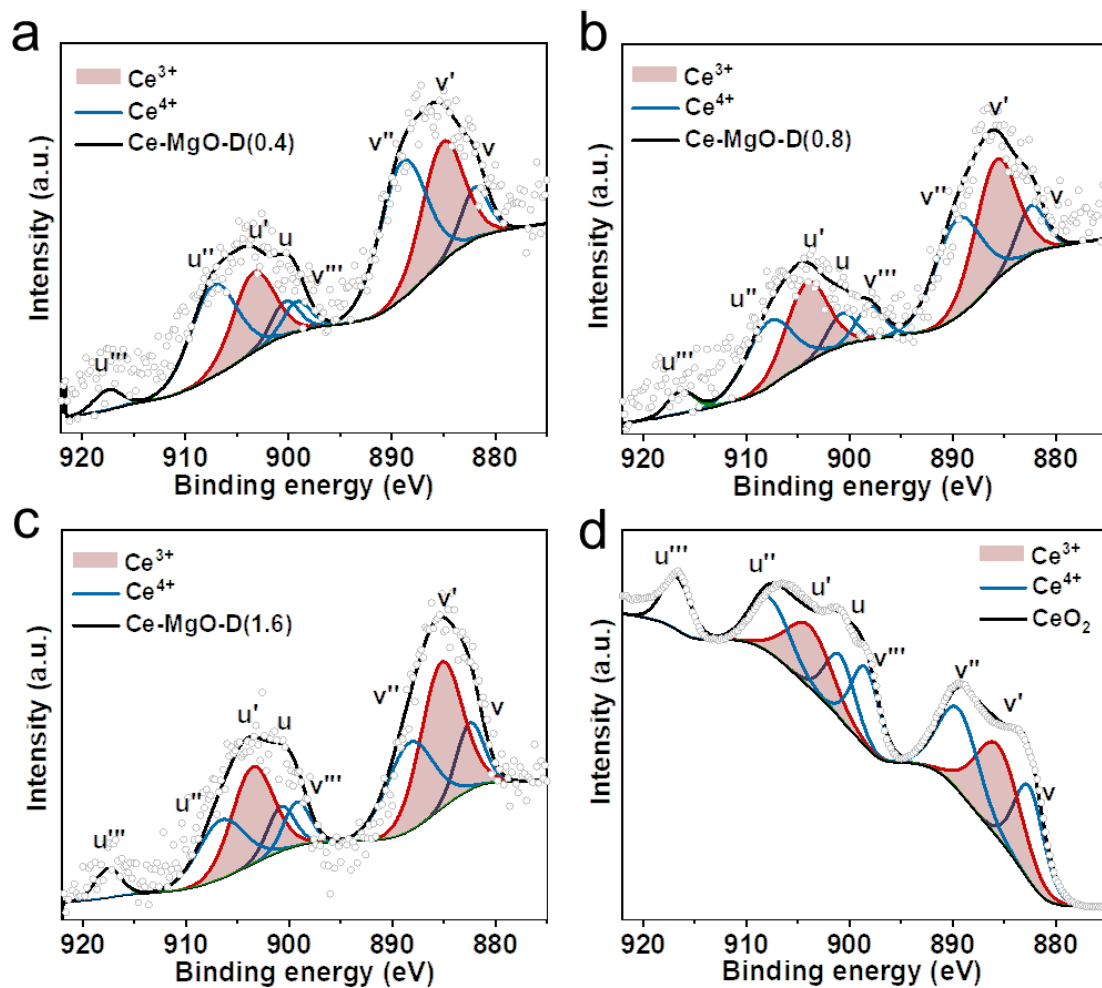 a
Ce³⁺
Ce⁴⁺
Ce-MgO-D(0.4)
u'''
u''
u'
u
v'''
v''
v'
v
Intensity (a.u.)
920 910 900 890 880
Binding energy (eV)
b
Ce³⁺
Ce⁴⁺
Ce-MgO-D(0.8)
u'''
u''
u'
u
v'''
v''
v'
v
Intensity (a.u.)
920 910 900 890 880
Binding energy (eV)
c
Ce³⁺
Ce⁴⁺
Ce-MgO-D(1.6)
u'''
u''
u'
u
v'''
v''
v'
v
Intensity (a.u.)
920 910 900 890 880
Binding energy (eV)
d
Ce³⁺
Ce⁴⁺
CeO₂
u'''
u''
u'
u
v'''
v''
v'
v
Intensity (a.u.)
920 910 900 890 880
Binding energy (eV)